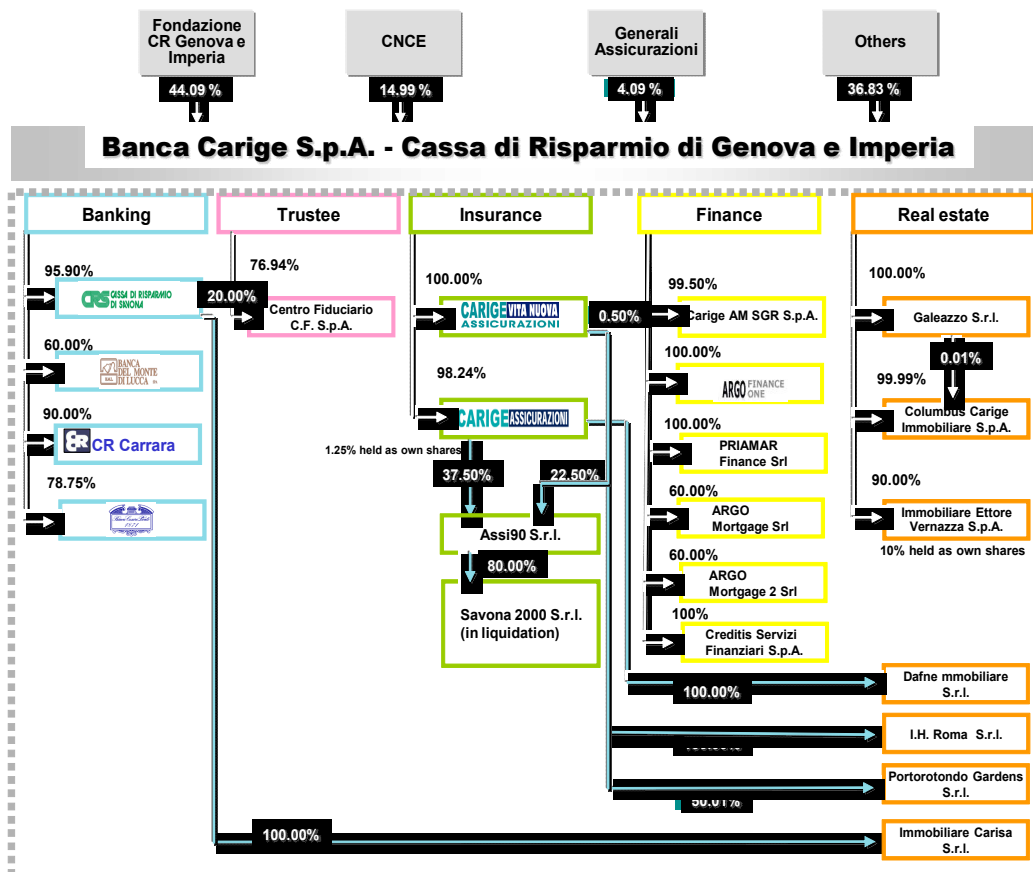 Fondazione
CR Genova e
Imperia
CNCE
Generali
Assicurazioni
Others
44.09 %
14.99 %
4.09 %
36.83 %
Banca Carige S.p.A. - Cassa di Risparmio di Genova e Imperia
Banking
Trustee
Insurance
Finance
Real estate
95.90%
CRS CASSA DI RISPARMIO
DI SAVONA
60.00%
BANCA
DEL MONTE
DI LUCCA
90.00%
CR Carrara
78.75%
76.94%
20.00%
Centro Fiduciario
C.F. S.p.A.
100.00%
CARIGE VITA NUOVA
ASSICURAZIONI
98.24%
CARIGE ASSICURAZIONI
1.25% held as own shares
37.50%
22.50%
Assi90 S.r.l.
80.00%
Savona 2000 S.r.l.
(in liquidation)
99.50%
0.50%
Carige AM SGR S.p.A.
100.00%
ARGO FINANCE
ONE
100.00%
PRIAMAR
Finance Srl
60.00%
ARGO
Mortgage Srl
60.00%
ARGO
Mortgage 2 Srl
100%
Creditis Servizi
Finanziari S.p.A.
100.00%
Galeazzo S.r.l.
0.01%
99.99%
Columbus Carige
Immobiliare S.p.A.
90.00%
Immobiliare Ettore
Vernazza S.p.A.
10% held as own shares
Dafne mmobiliare
S.r.l.
100.00%
I.H. Roma S.r.l.
Portorotondo Gardens
S.r.l.
50.01%
100.00%
Immobiliare Carisa
S.r.l.